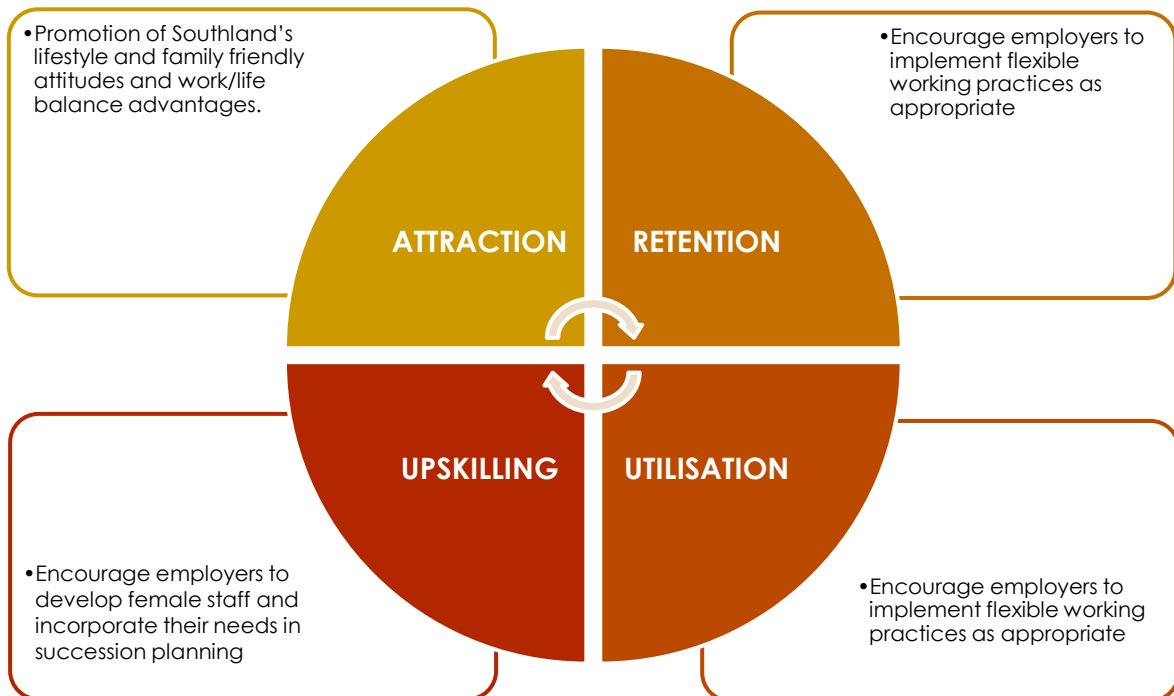 •Promotion of Southland’s
lifestyle and family friendly
attitudes and work/life
balance advantages.
•Encourage employers to
implement flexible
working practices as
appropriate
ATTRACTION
RETENTION
UPSKILLING
UTILISATION
•Encourage employers to
develop female staff and
incorporate their needs in
succession planning
•Encourage employers to
implement flexible working
practices as appropriate